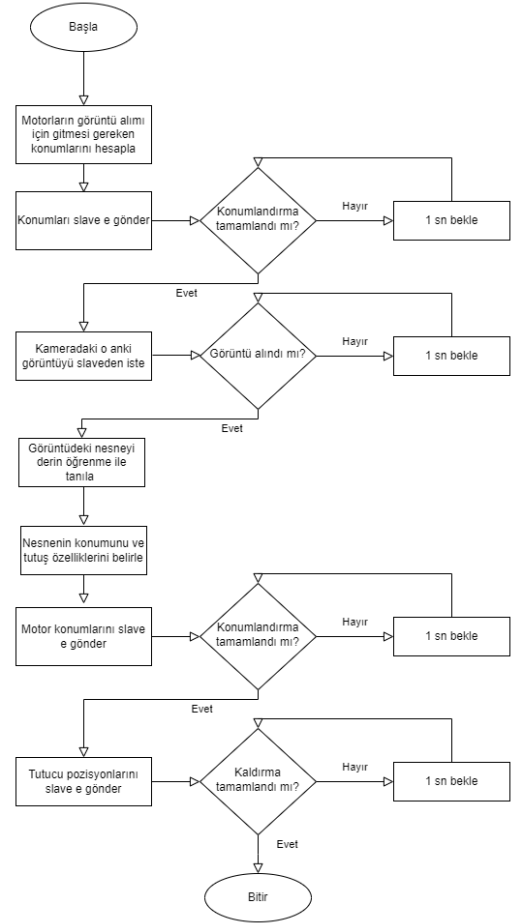 Başla
Motorların görüntü alımı
için gitmesi gereken
konumlarını hesapla
Konumları slave e gönder
Konumlandırma
tamamlandı mı?
Hayır
1 sn bekle
Evet
Kameradaki o anki
görüntüyü slaveden iste
Görüntü alındı mı?
Hayır
1 sn bekle
Evet
Görüntüdeki nesneyi
derin öğrenme ile
tanıla
Nesnenin konumunu ve
tutuş özelliklerini belirle
Motor konumlarını slave
e gönder
Konumlandırma
tamamlandı mı?
Hayır
1 sn bekle
Evet
Tutucu pozisyonlarını
slave e gönder
Kaldırma
tamamlandı mı?
Hayır
1 sn bekle
Evet
Bitir